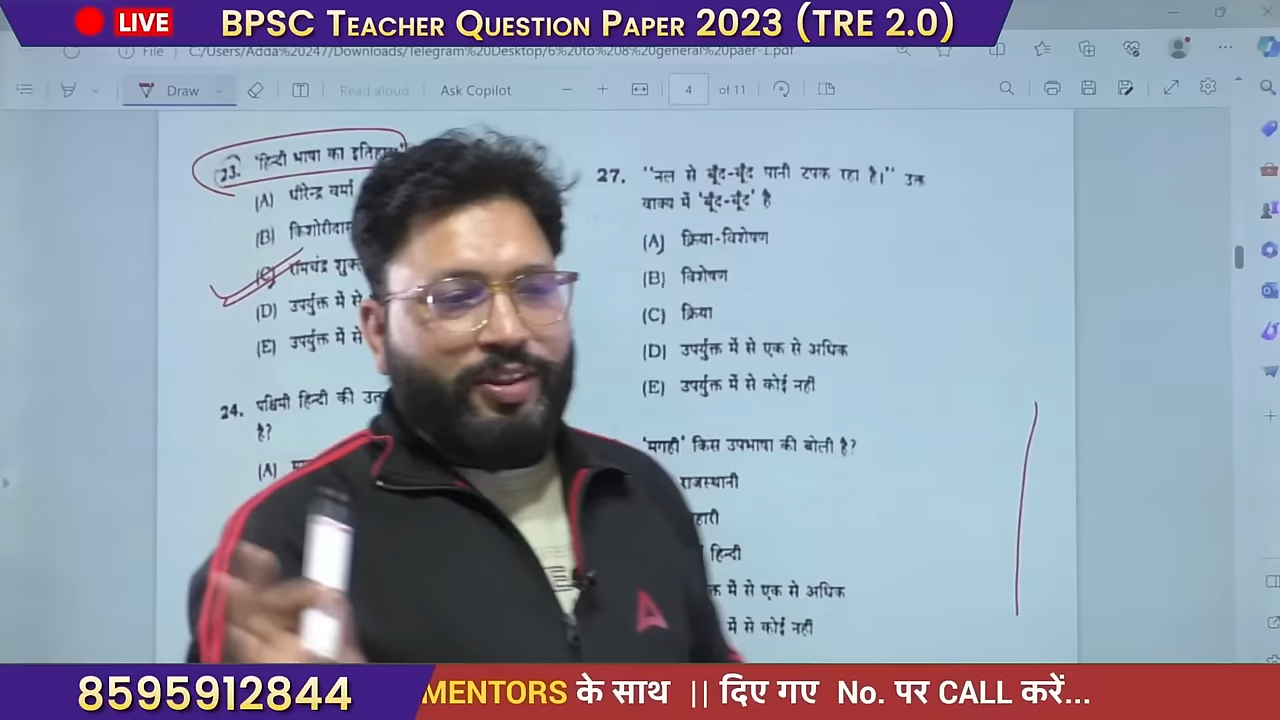 LIVE
BPSC TEACHER QUESTION PAPER 2023 (TRE 2.0)
File C:/Users/Adda%20247/Downloads/Telegram%20Desktop/6%20to%208%20general%20paer-1.pdf
Draw
Read aloud
Ask Copilot
4 of 11
23. 'हिन्दी भाषा का इतिहास'
(A) धीरेन्द्र वर्मा
(B)
(C) रामचंद्र
(D) उपर्युक्त में से
(E) उपर्युक्त में से
24. पश्चिमी हिन्दी की
है?
(A)
27. "नल से बूँद-बूँद पानी टपक रहा है।" उक्त
वाक्य में 'बूँद-बूँद' है
(A) क्रिया-विशेषण
(B) विशेषण
(C) क्रिया
(D) उपर्युक्त में से एक से अधिक
(E) उपर्युक्त में से कोई नहीं
'मगही' किस उपभाषा की बोली है?
राजस्थानी
हिन्दी
में से एक से अधिक
में से कोई नहीं
8595912844
MENTORS के साथ || दिए गए No. पर CALL करें...